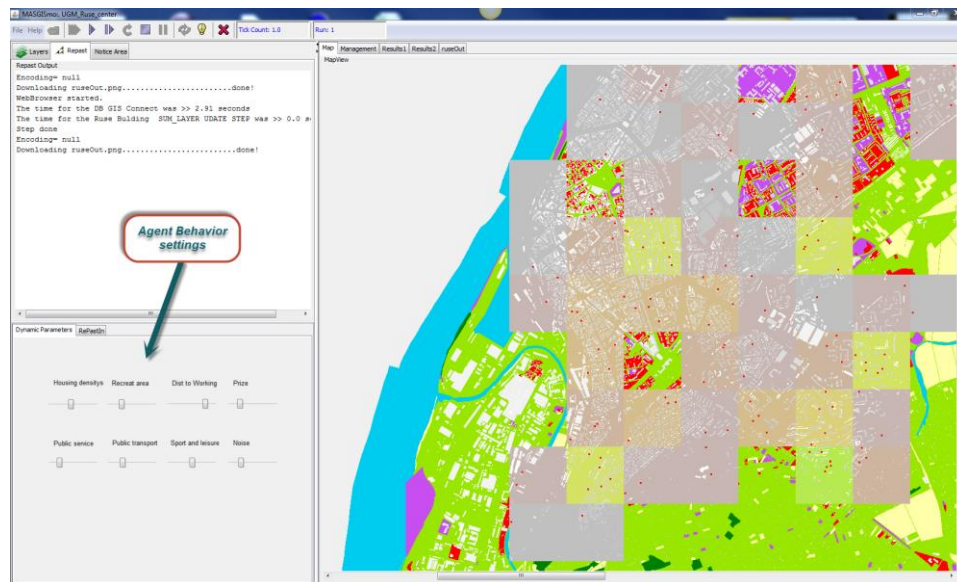 MASGISmo: UGM_Ruse_center
File Help Tick Count: 1.0 Run: 1
Layers Repast Notice Area
Map Management Results1 Results2 ruseOut
Repast Output
MapView
Encoding= null
Downloading ruseOut.png.........................done!
WebBrowser started.
The time for the DB GIS Connect was >> 2.91 seconds
The time for the Ruse Bulding SUM_LAYER UDATE STEP was >> 0.0 s
Step done
Encoding= null
Downloading ruseOut.png.........................done!
Agent Behavior
settings
Dynamic Parameters RePastIn
Housing densitys Recreat area Dist to Working Prize
Public service Public transport Sport and leisure Noise